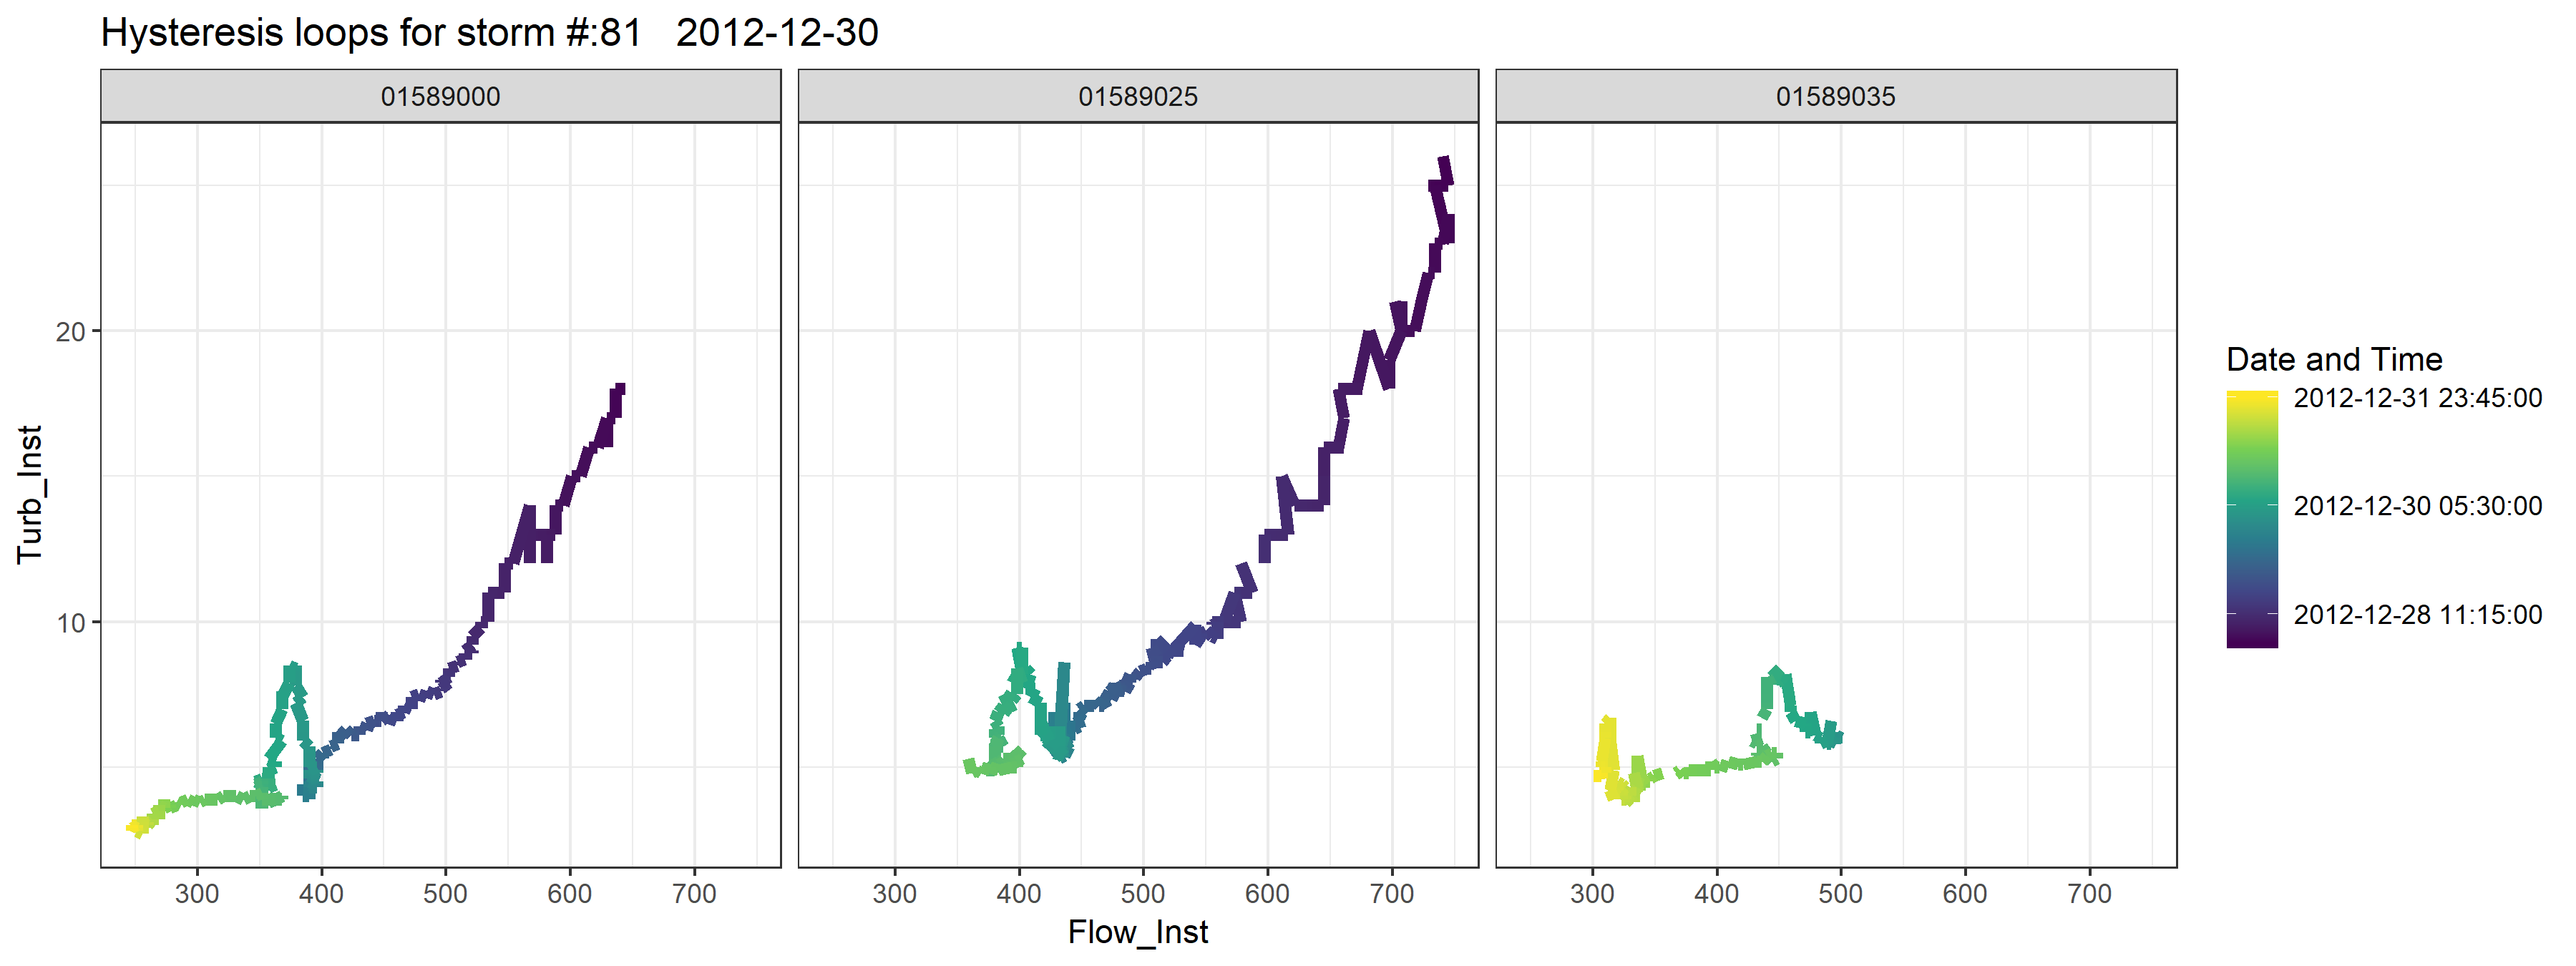 Hysteresis loops for storm #:81   2012-12-30
01589000
01589025
01589035
Turb_Inst
20
10
300 400 500 600 700
300 400 500 600 700
300 400 500 600 700
Flow_Inst
Date and Time
2012-12-31 23:45:00
2012-12-30 05:30:00
2012-12-28 11:15:00